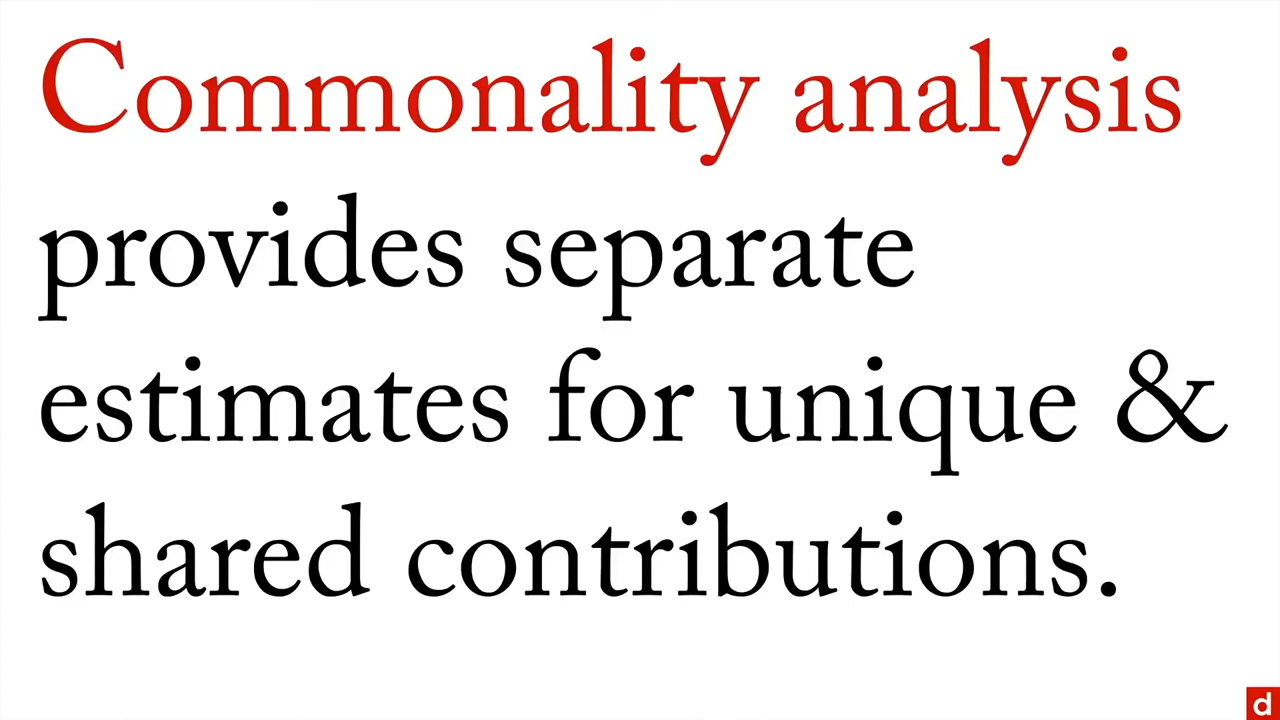 Commonality analysis
provides separate
estimates for unique &
shared contributions.
d